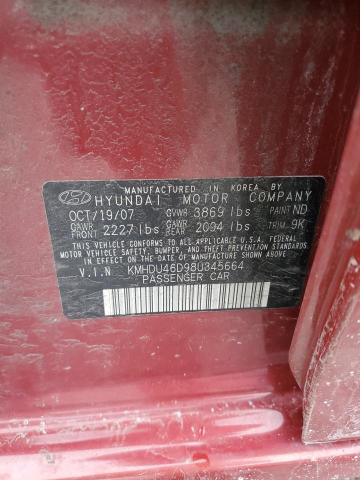 MANUFACTURED IN KOREA BY
HYUNDAI MOTOR COMPANY
OCT/19/07 GVWR 3869 lbs PAINT ND
GAWR FRONT 2227 lbs GAWR REAR 2094 lbs TRIM 9K
THIS VEHICLE CONFORMS TO ALL APPLICABLE U.S.A. FEDERAL
MOTOR VEHICLE SAFETY, BUMPER, AND THEFT PREVENTION STANDARDS
IN EFFECT ON THE DATE OF MANUFACTURE SHOWN ABOVE.
V.I.N KMHDU46D98U345664
PASSENGER CAR